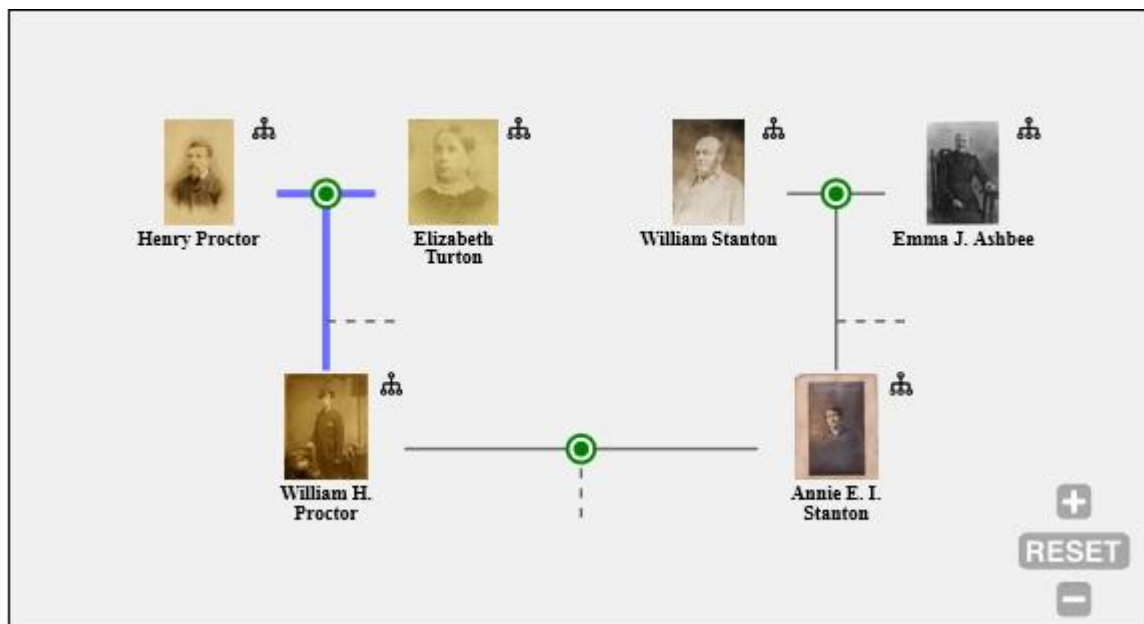 Henry Proctor
Elizabeth
Turton
William Stanton
Emma J. Ashbee
William H.
Proctor
Annie E. I.
Stanton
+
RESET
−